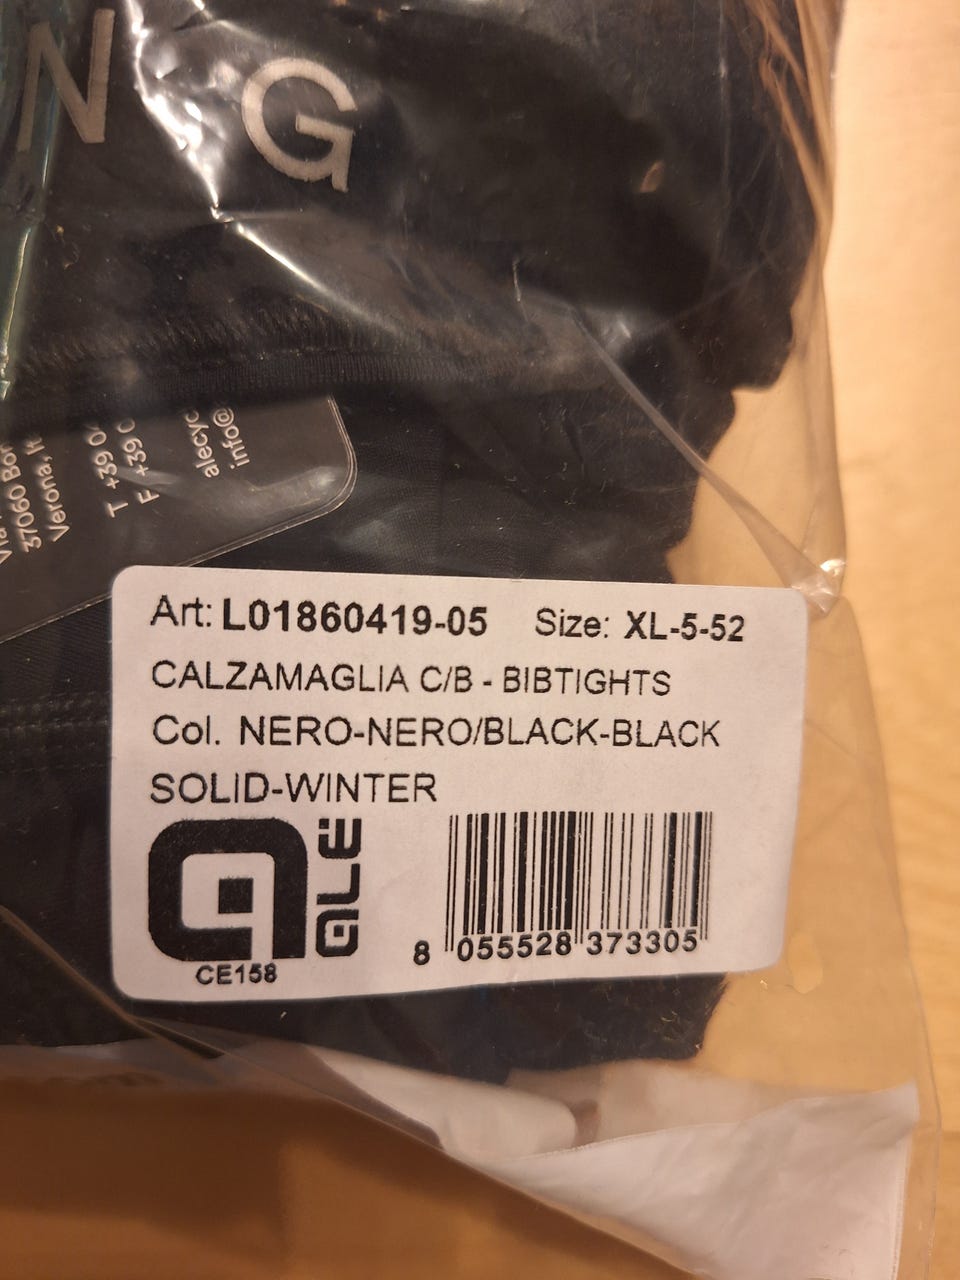 N G
37060
Verona,
T +39
F +39
info@
Art: L01860419-05 Size: XL-5-52
CALZAMAGLIA C/B - BIBTIGHTS
Col. NERO-NERO/BLACK-BLACK
SOLID-WINTER
ALÉ
CE158
8 055528 373305